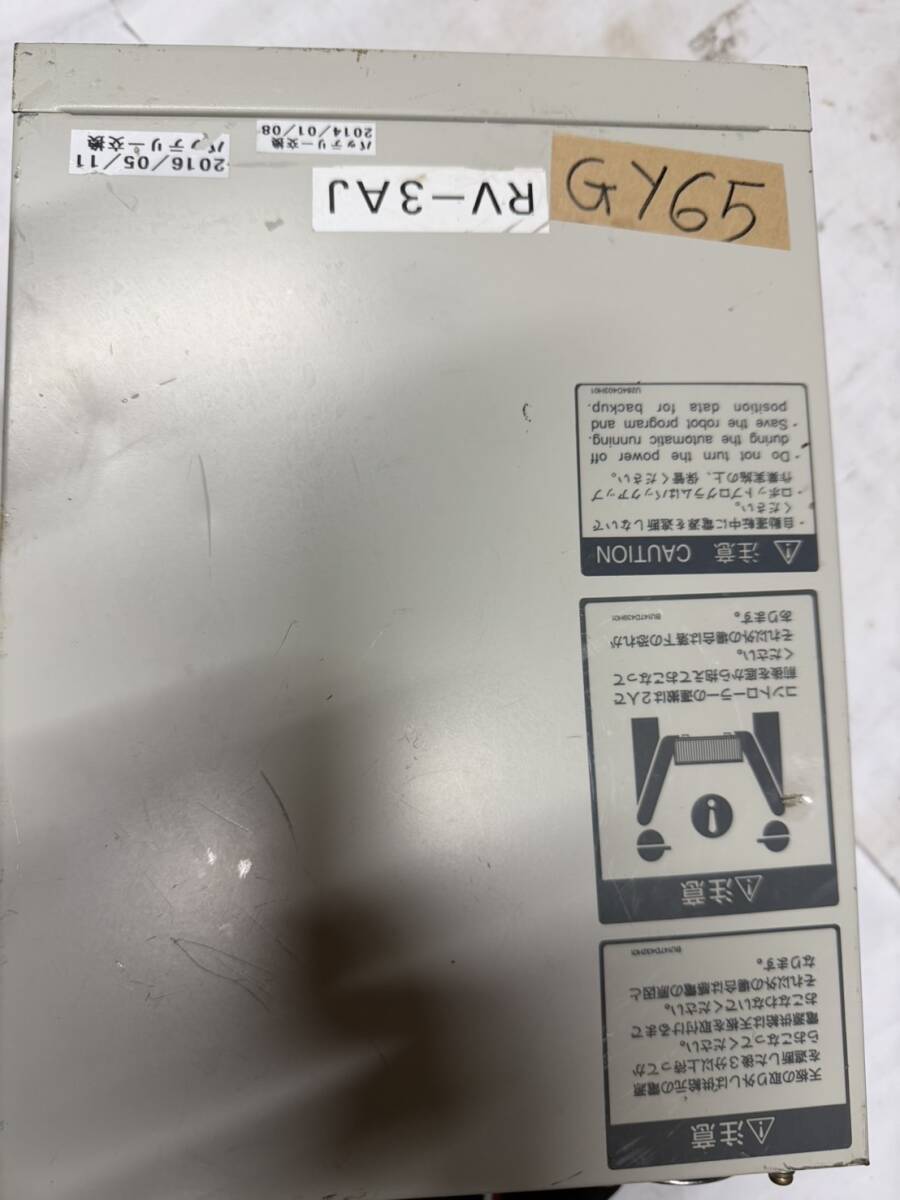 GY65
RV-3AJ
2014/01/08
バッテリー交換
2016/05/11
バッテリー交換
注意
天板の取り外しは供給元の電源
を遮断した後3分以上待ってか
らおこなってください。
電源供給は天板を取付けるまで
おこなわないでください。
それ以外の場合は感電の原因と
なります。
BU147D432H01
注意
コントローラーの運搬は2人で
前後を底から抱えておこなって
ください。
それ以外の場合は落下の恐れが
あります。
BU147D439H01
注意 CAUTION
・自動運転中に電源を遮断しないで
ください。
・ロボットプログラムはバックアップ
作業実施の上、保管ください。
・Do not turn the power off
during the automatic running.
・Save the robot program and
position data for backup.
U284D403H01